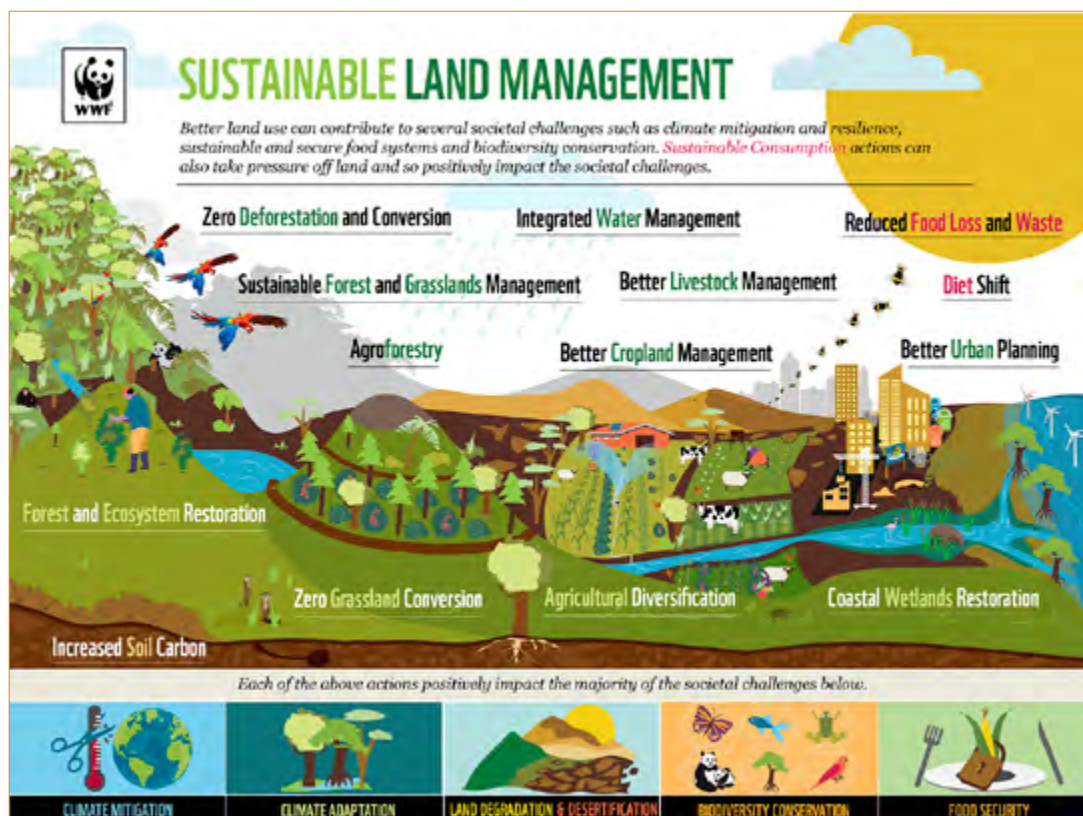 WWF
SUSTAINABLE LAND MANAGEMENT
Better land use can contribute to several societal challenges such as climate mitigation and resilience,
sustainable and secure food systems and biodiversity conservation. Sustainable Consumption actions can
also take pressure off land and so positively impact the societal challenges.
Zero Deforestation and Conversion
Integrated Water Management
Reduced Food Loss and Waste
Sustainable Forest and Grasslands Management
Better Livestock Management
Diet Shift
Agroforestry
Better Cropland Management
Better Urban Planning
Forest and Ecosystem Restoration
Zero Grassland Conversion
Agricultural Diversification
Coastal Wetlands Restoration
Increased Soil Carbon
Each of the above actions positively impact the majority of the societal challenges below.
CLIMATE MITIGATION
CLIMATE ADAPTATION
LAND DEGRADATION & DESERTIFICATION
BIODIVERSITY CONSERVATION
FOOD SECURITY